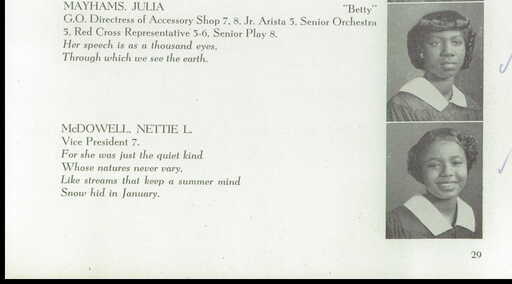 MAYHAMS, JULIA "Betty"
G.O. Directress of Accessory Shop 7, 8, Jr. Arista 5, Senior Orchestra
5, Red Cross Representative 5-6, Senior Play 8.
Her speech is as a thousand eyes,
Through which we see the earth.
McDOWELL, NETTIE L.
Vice President 7.
For she was just the quiet kind
Whose natures never vary,
Like streams that keep a summer mind
Snow hid in January.
29